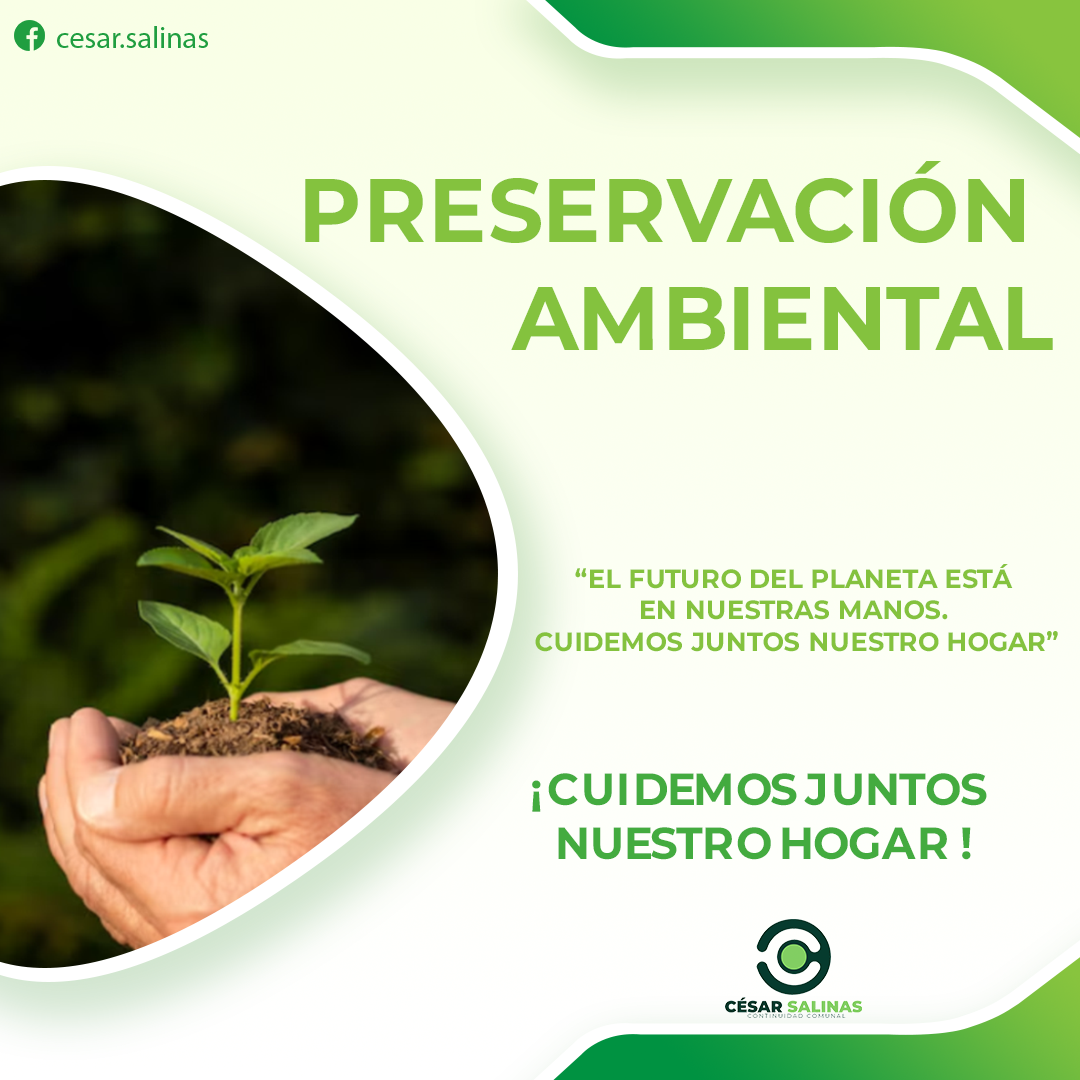 cesar.salinas
PRESERVACIÓN
AMBIENTAL
“EL FUTURO DEL PLANETA ESTÁ
EN NUESTRAS MANOS.
CUIDEMOS JUNTOS NUESTRO HOGAR”
¡CUIDEMOS JUNTOS
NUESTRO HOGAR !
CÉSAR SALINAS
CONTINUIDAD COMUNAL